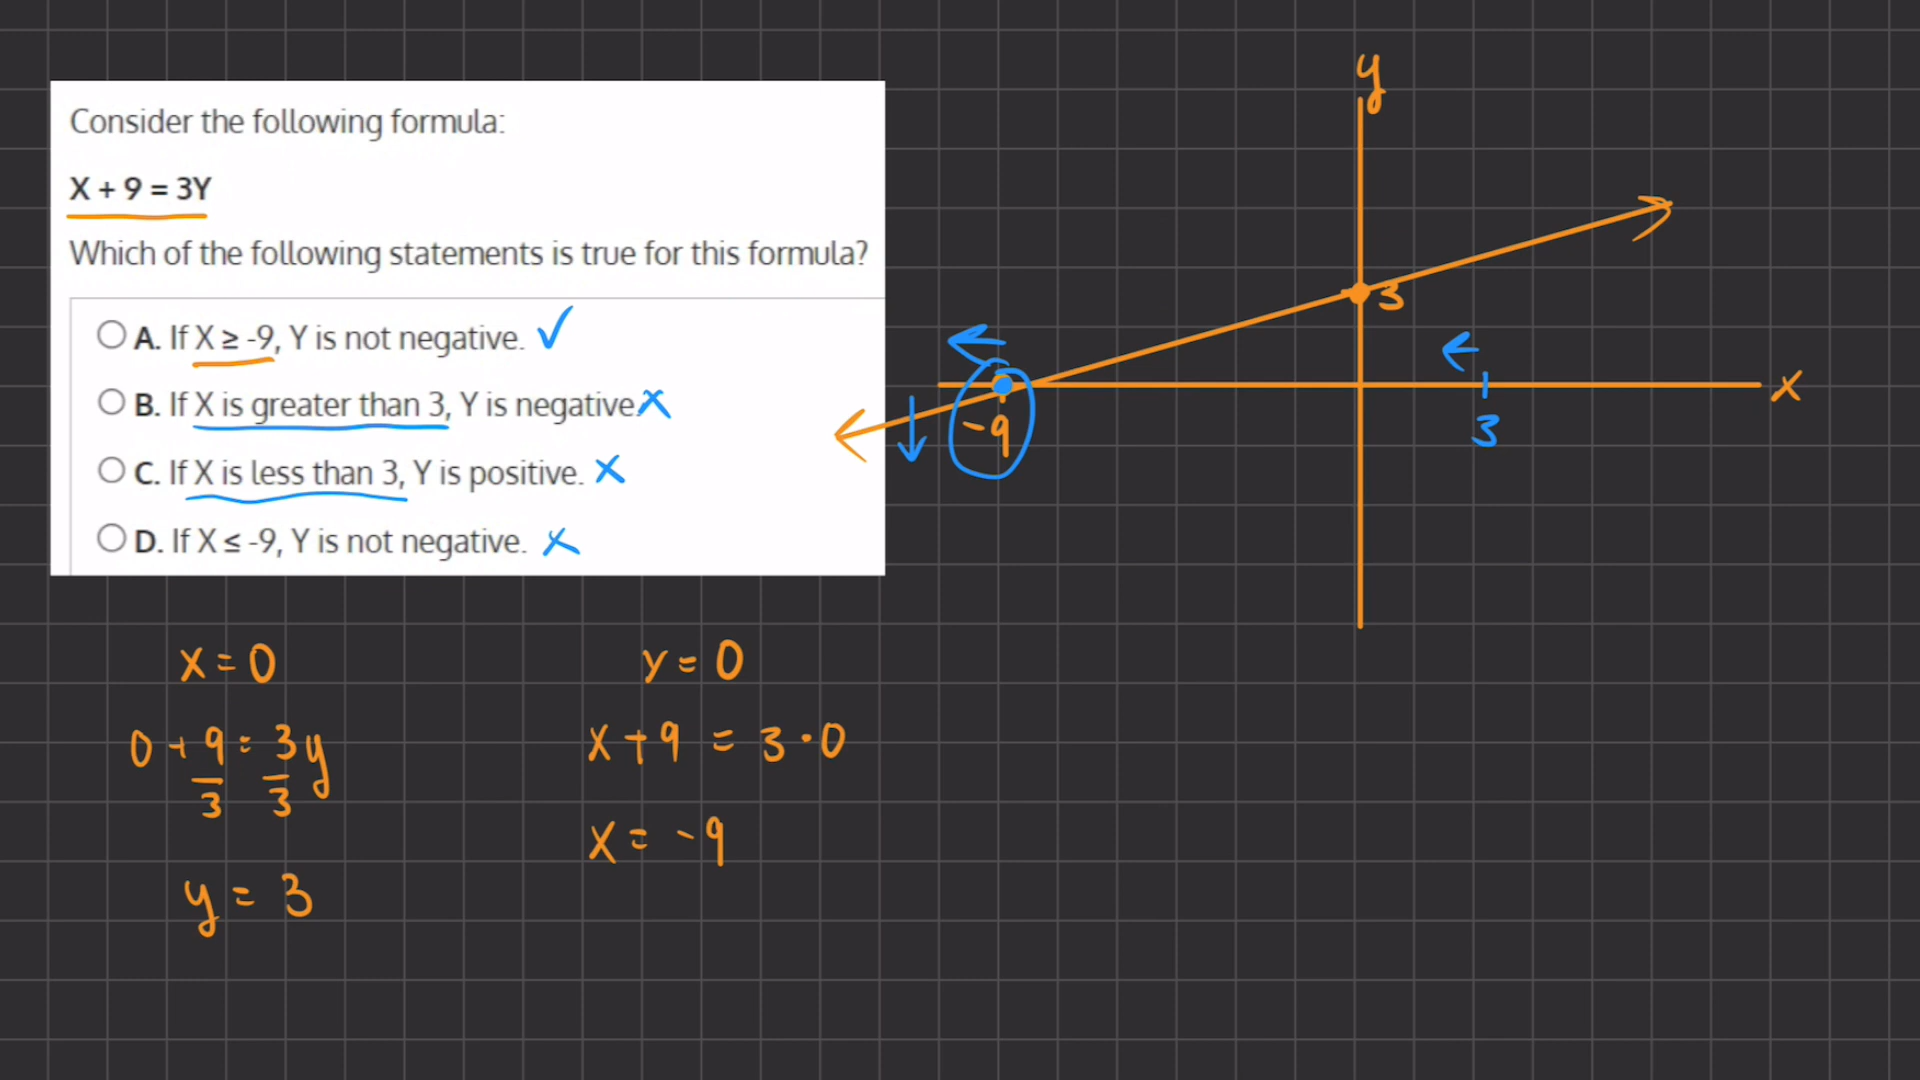 Consider the following formula:
X + 9 = 3Y
Which of the following statements is true for this formula?
A. If X ≥ -9, Y is not negative. ✓
B. If X is greater than 3, Y is negative. ✗
C. If X is less than 3, Y is positive. ✗
D. If X ≤ -9, Y is not negative. ✗
y
3
x
-9
3
x = 0
0 + 9/3 = 3/3 y
y = 3
y = 0
x + 9 = 3 · 0
x = -9